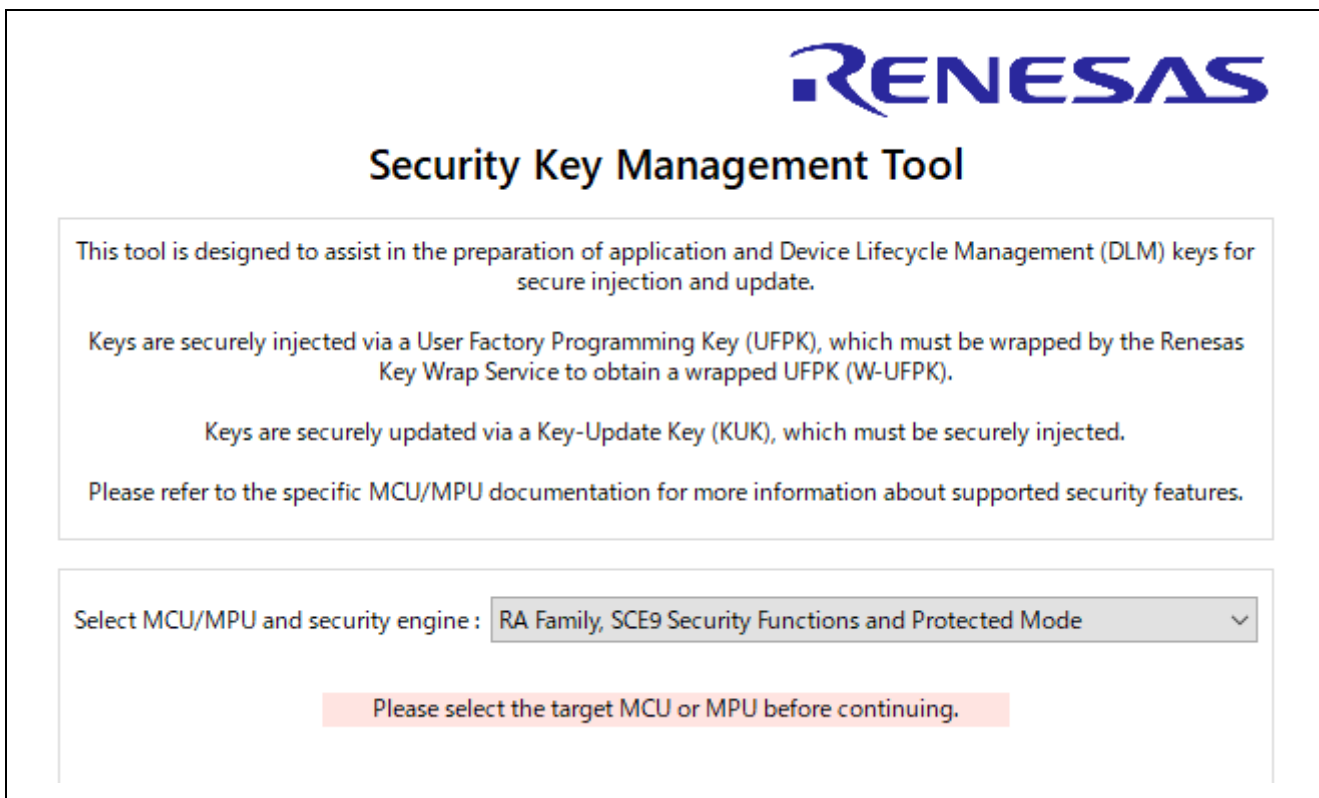 RENESAS
Security Key Management Tool
This tool is designed to assist in the preparation of application and Device Lifecycle Management (DLM) keys for
secure injection and update.
Keys are securely injected via a User Factory Programming Key (UFPK), which must be wrapped by the Renesas
Key Wrap Service to obtain a wrapped UFPK (W-UFPK).
Keys are securely updated via a Key-Update Key (KUK), which must be securely injected.
Please refer to the specific MCU/MPU documentation for more information about supported security features.
Select MCU/MPU and security engine : RA Family, SCE9 Security Functions and Protected Mode
Please select the target MCU or MPU before continuing.